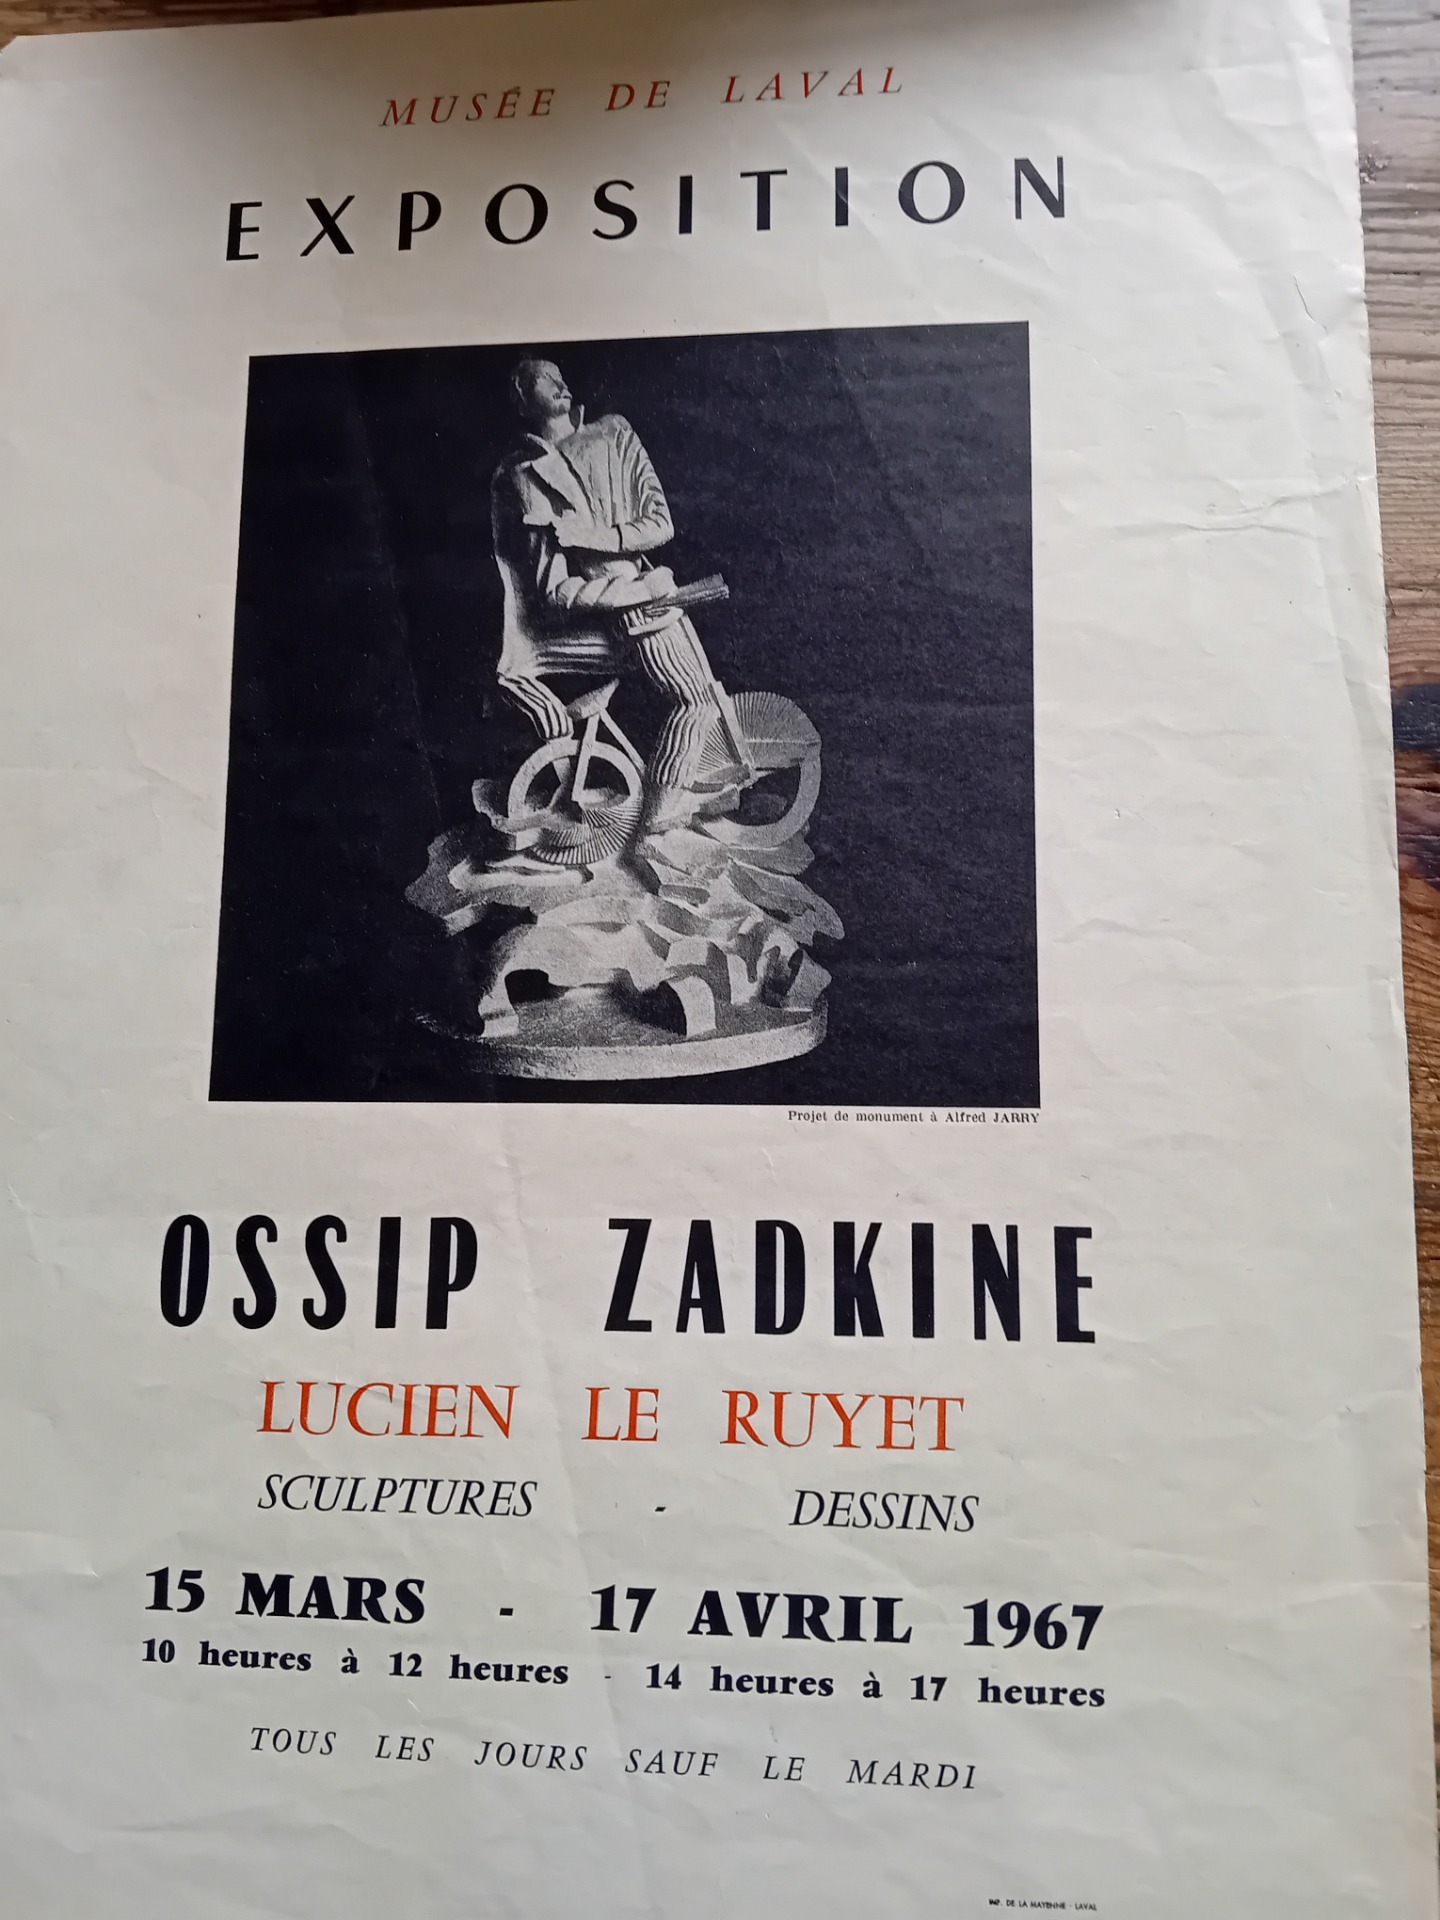 MUSÉE DE LAVAL
EXPOSITION
Projet de monument à Alfred JARRY
OSSIP ZADKINE
LUCIEN LE RUYET
SCULPTURES - DESSINS
15 MARS - 17 AVRIL 1967
10 heures à 12 heures - 14 heures à 17 heures
TOUS LES JOURS SAUF LE MARDI
IMP. DE LA MAYENNE - LAVAL